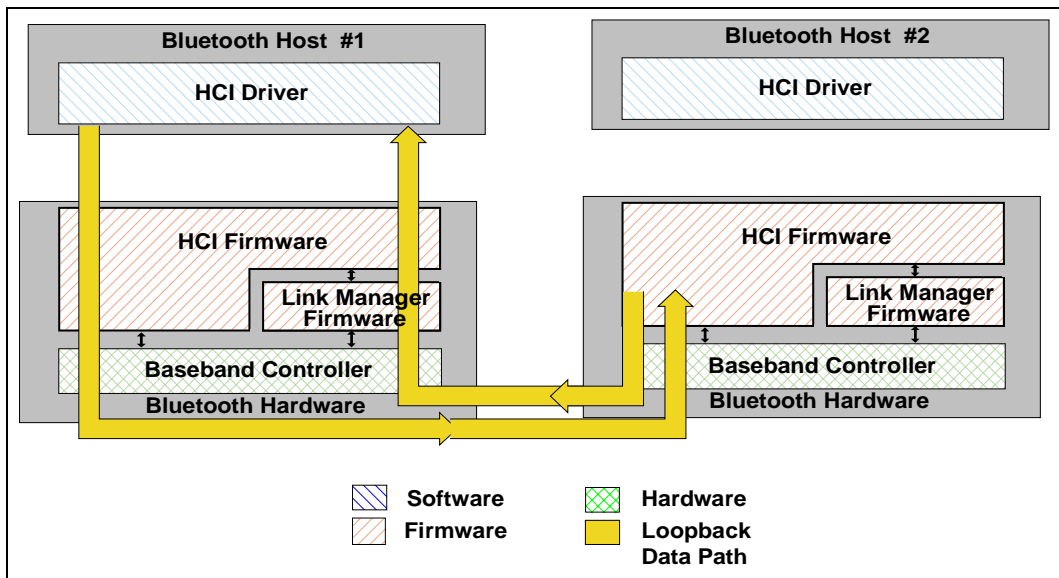 Bluetooth Host #1
HCI Driver
HCI Firmware
Link Manager
Firmware
Baseband Controller
Bluetooth Hardware
Bluetooth Host #2
HCI Driver
HCI Firmware
Link Manager
Firmware
Baseband Controller
Bluetooth Hardware
Software
Firmware
Hardware
Loopback
Data Path